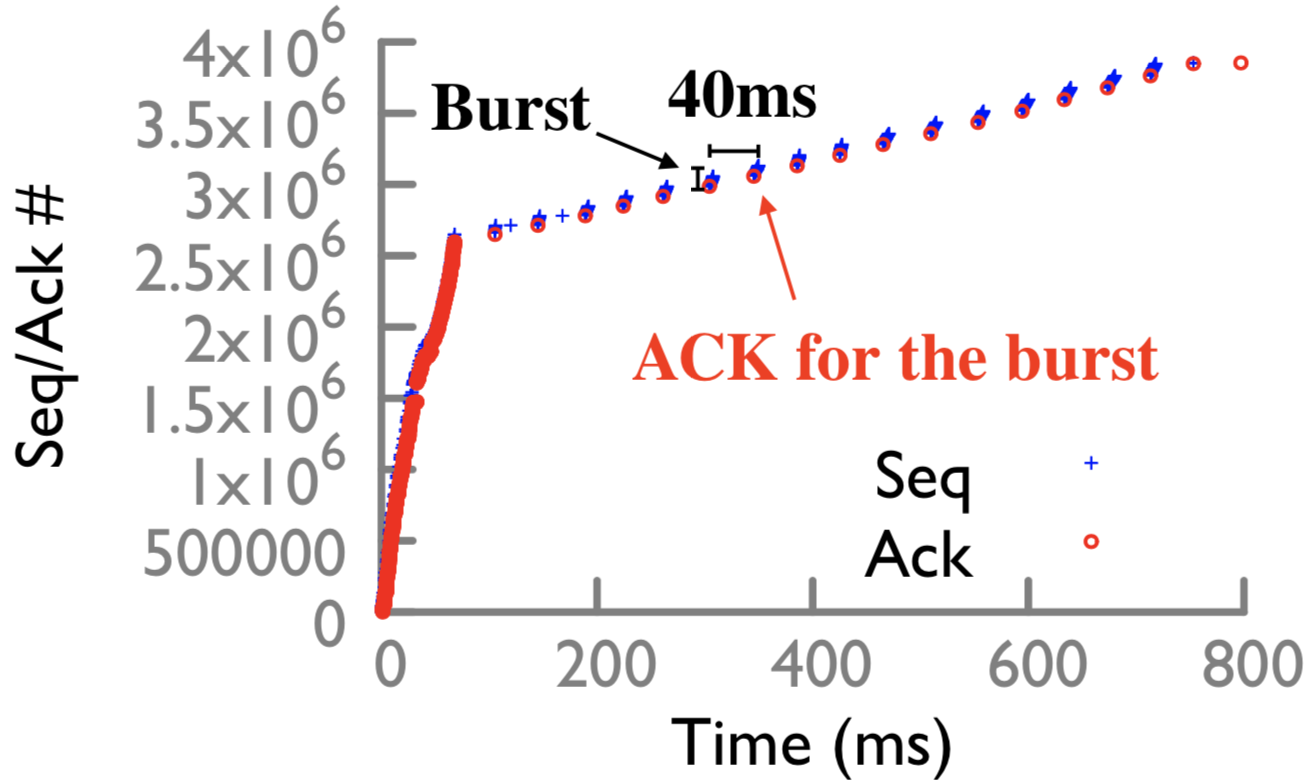 4x10^6
3.5x10^6
3x10^6
2.5x10^6
2x10^6
1.5x10^6
1x10^6
500000
0
Seq/Ack #
Burst
40ms
ACK for the burst
Seq
Ack
0 200 400 600 800
Time (ms)